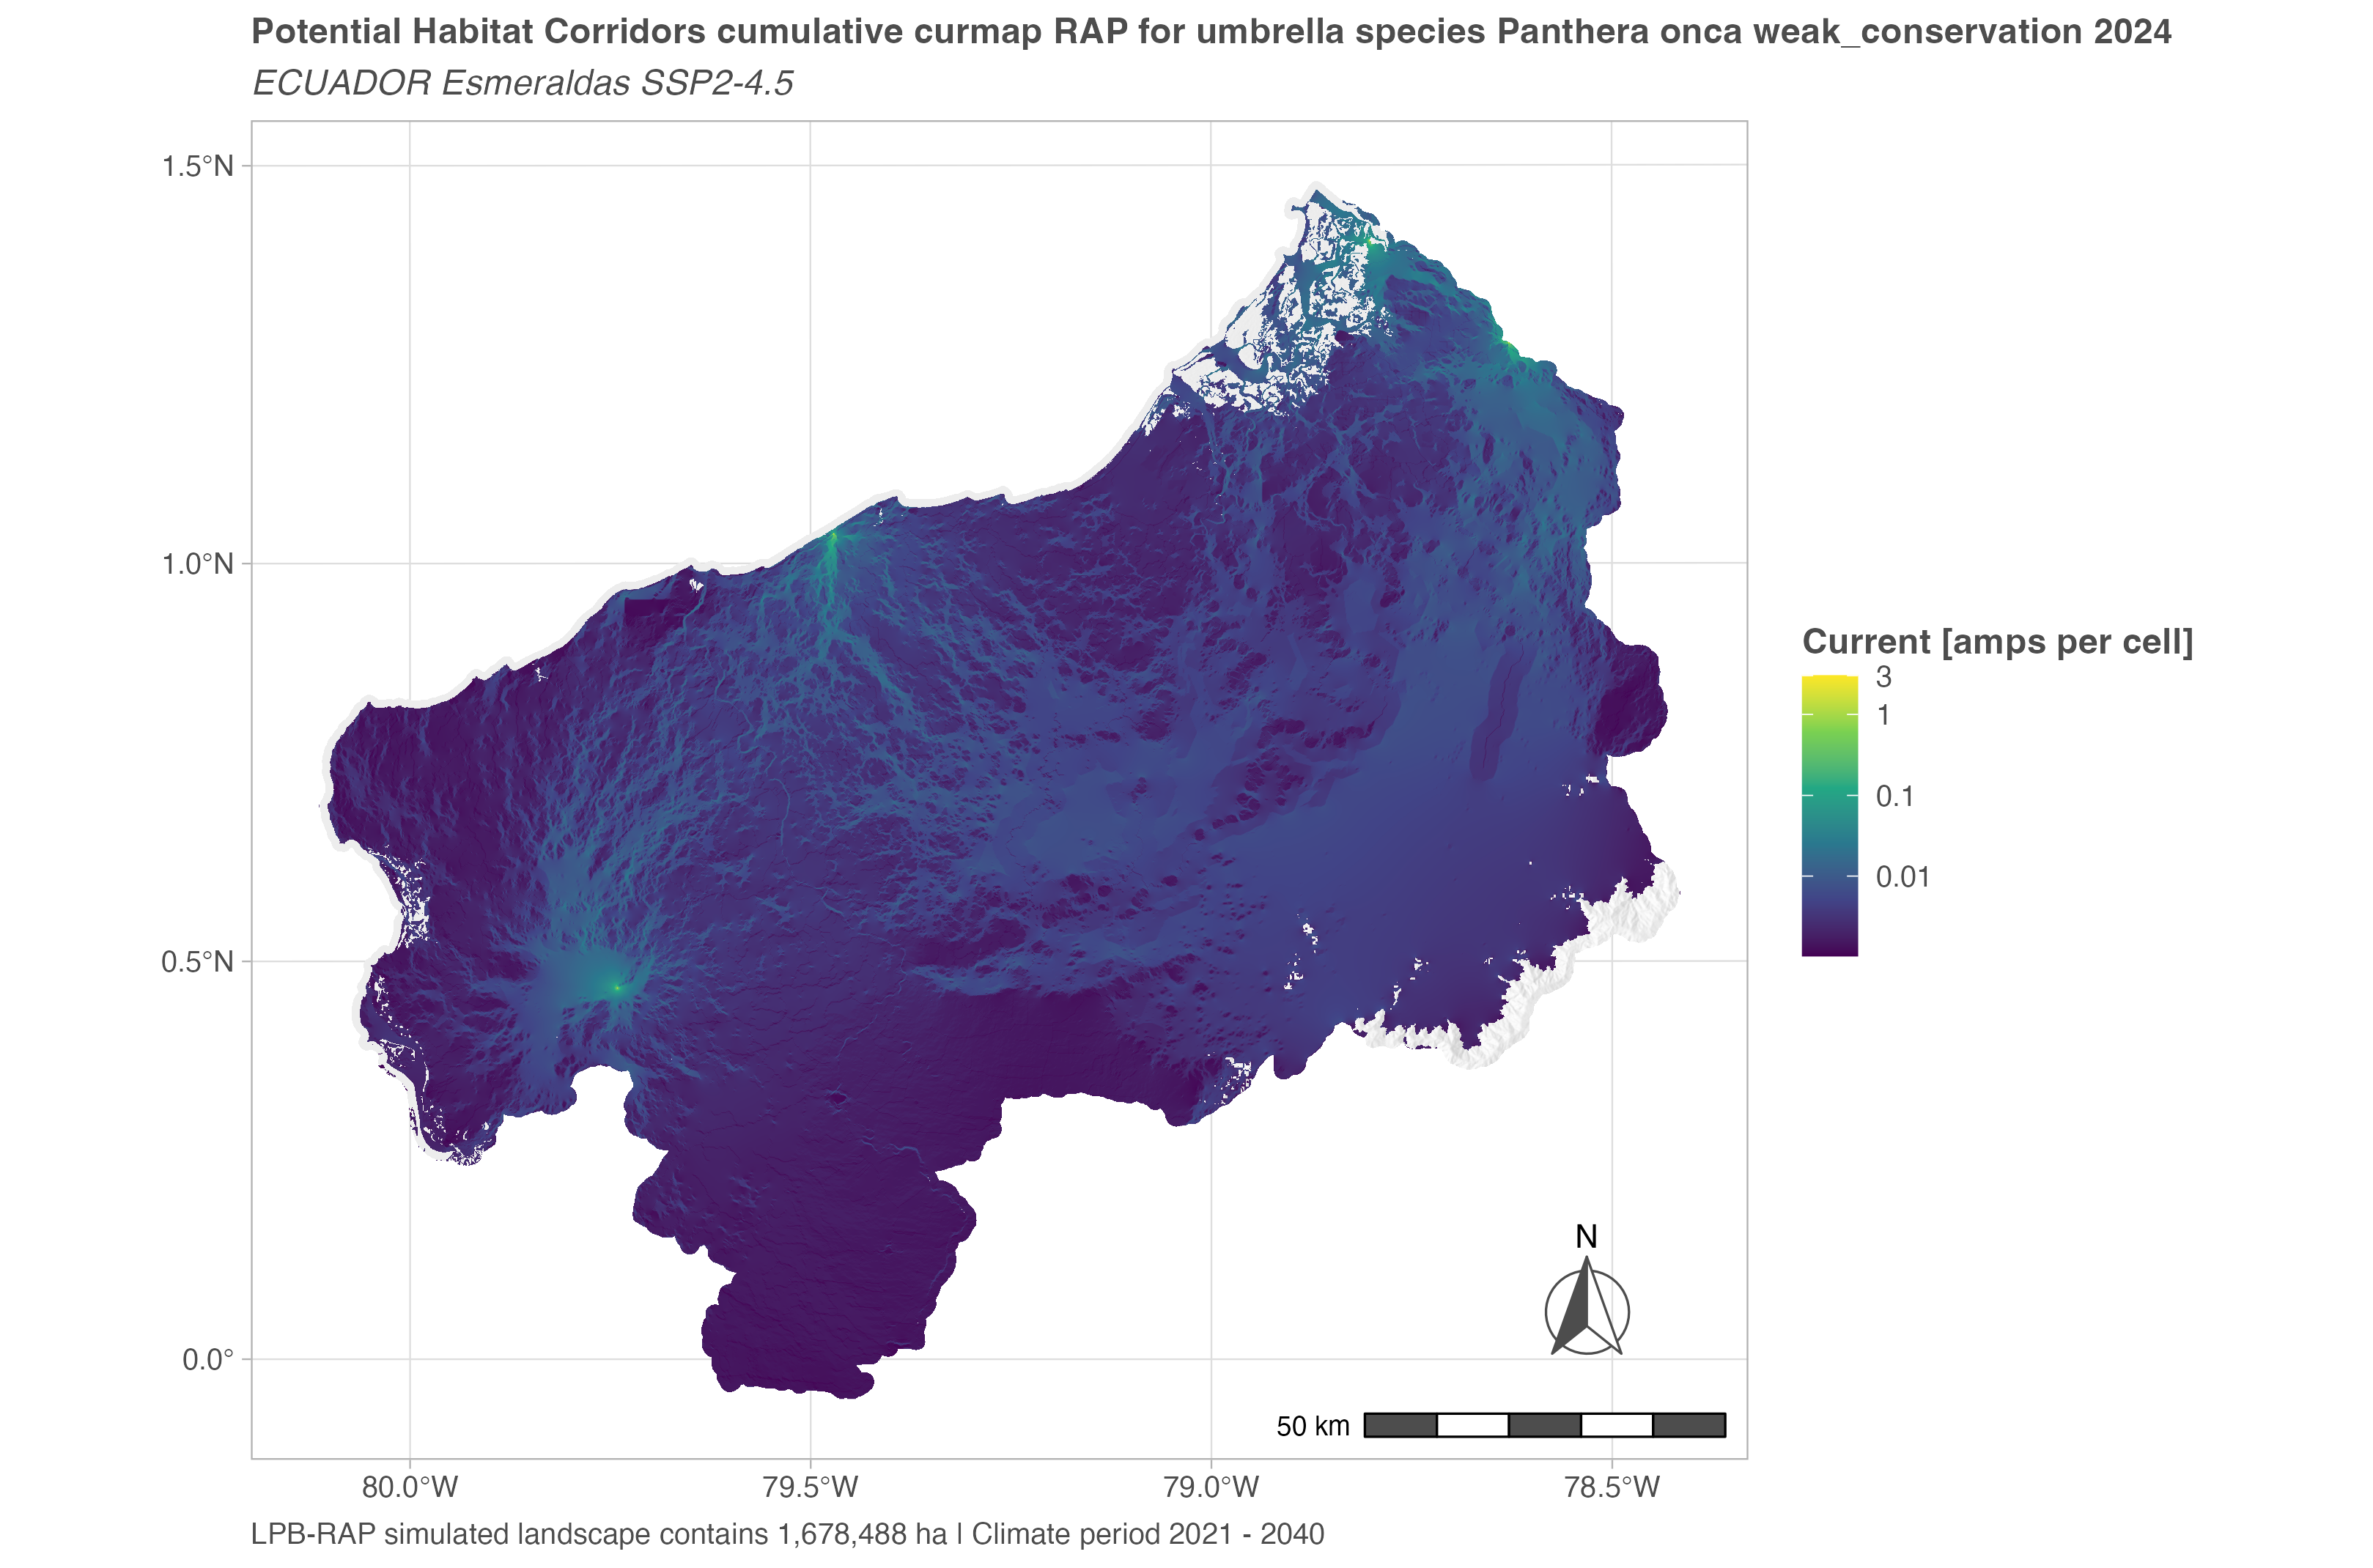 Potential Habitat Corridors cumulative curmap RAP for umbrella species Panthera onca weak_conservation 2024
ECUADOR Esmeraldas SSP2-4.5
1.5°N
1.0°N
0.5°N
0.0°
80.0°W
79.5°W
79.0°W
78.5°W
Current [amps per cell]
3
1
0.1
0.01
N
50 km
LPB-RAP simulated landscape contains 1,678,488 ha | Climate period 2021 - 2040